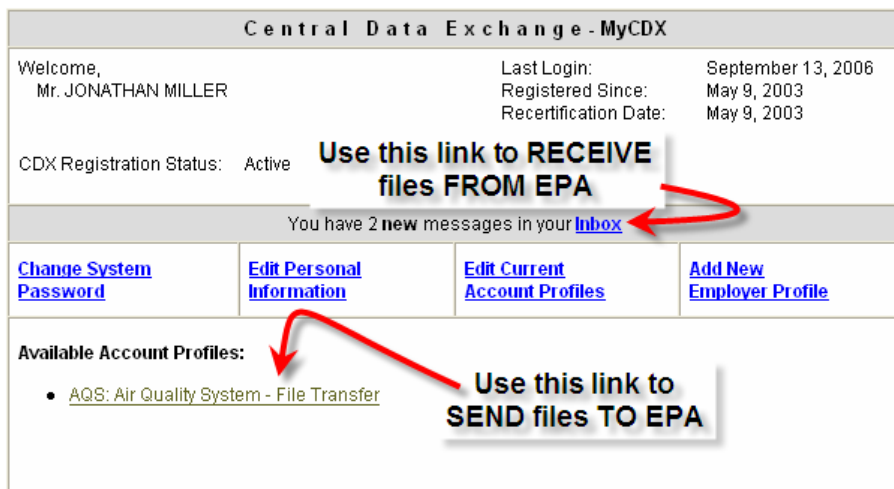 Central Data Exchange - MyCDX
Welcome,
Mr. JONATHAN MILLER
Last Login: September 13, 2006
Registered Since: May 9, 2003
Recertification Date: May 9, 2003
CDX Registration Status: Active
Use this link to RECEIVE
files FROM EPA
You have 2 new messages in your Inbox
Change System
Password
Edit Personal
Information
Edit Current
Account Profiles
Add New
Employer Profile
Available Account Profiles:
• AQS: Air Quality System - File Transfer
Use this link to
SEND files TO EPA